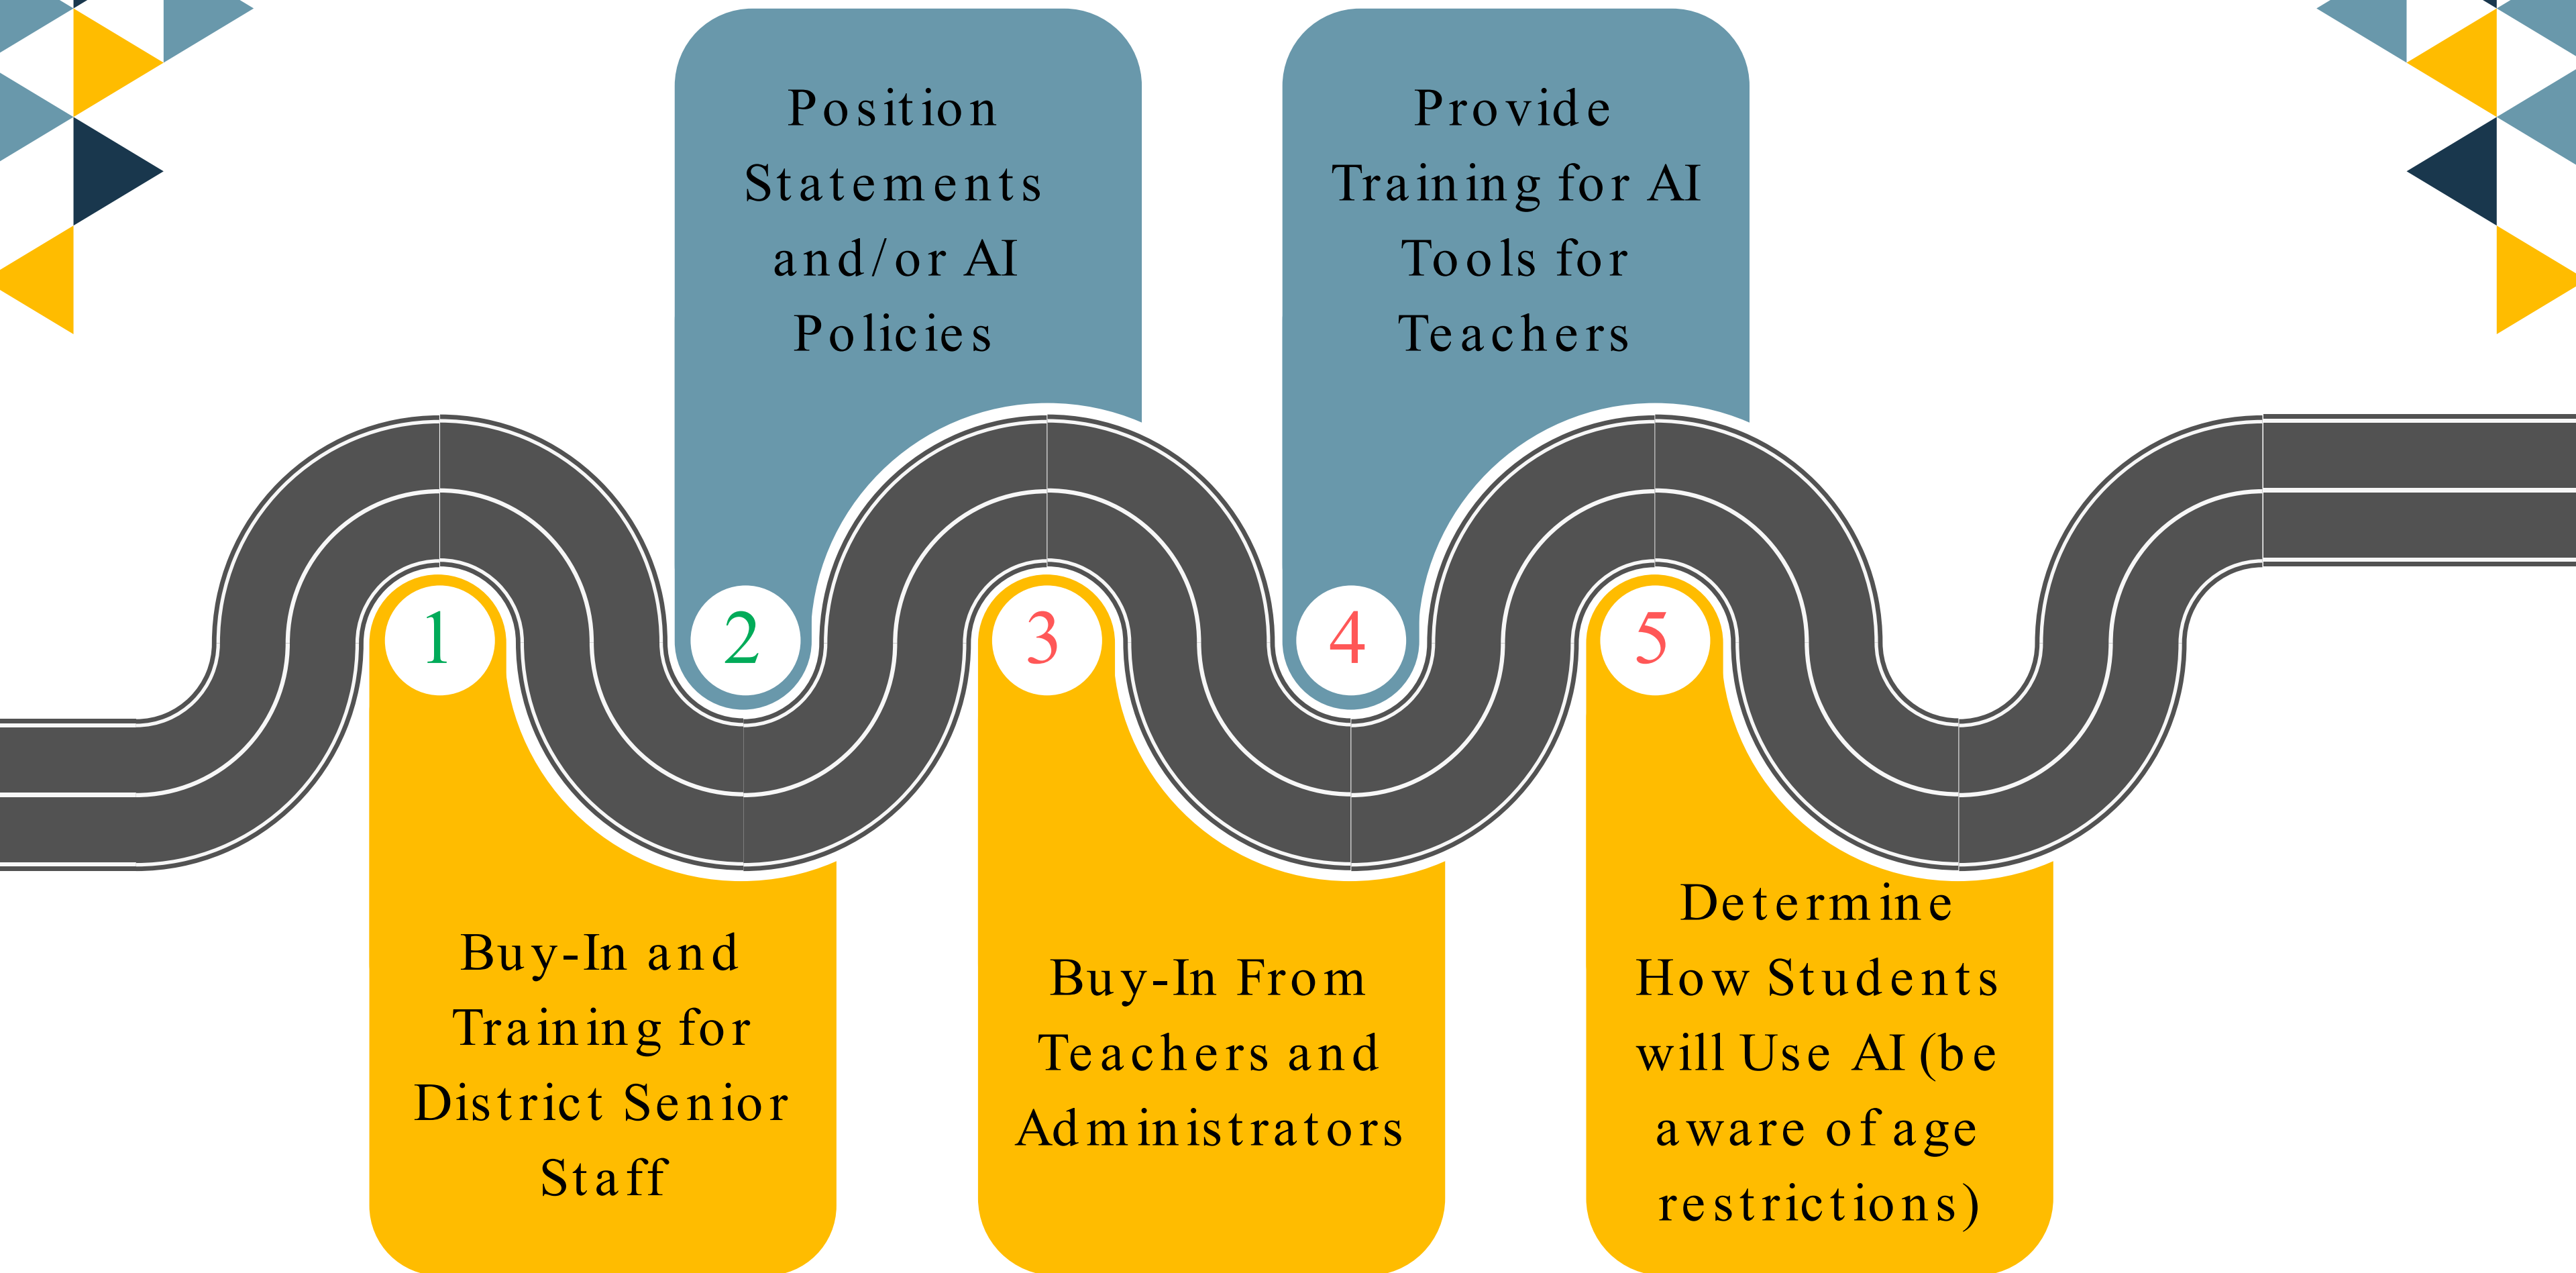 1
Buy-In and
Training for
District Senior
Staff
2
Position
Statements
and/or AI
Policies
3
Buy-In From
Teachers and
Administrators
4
Provide
Training for AI
Tools for
Teachers
5
Determine
How Students
will Use AI (be
aware of age
restrictions)